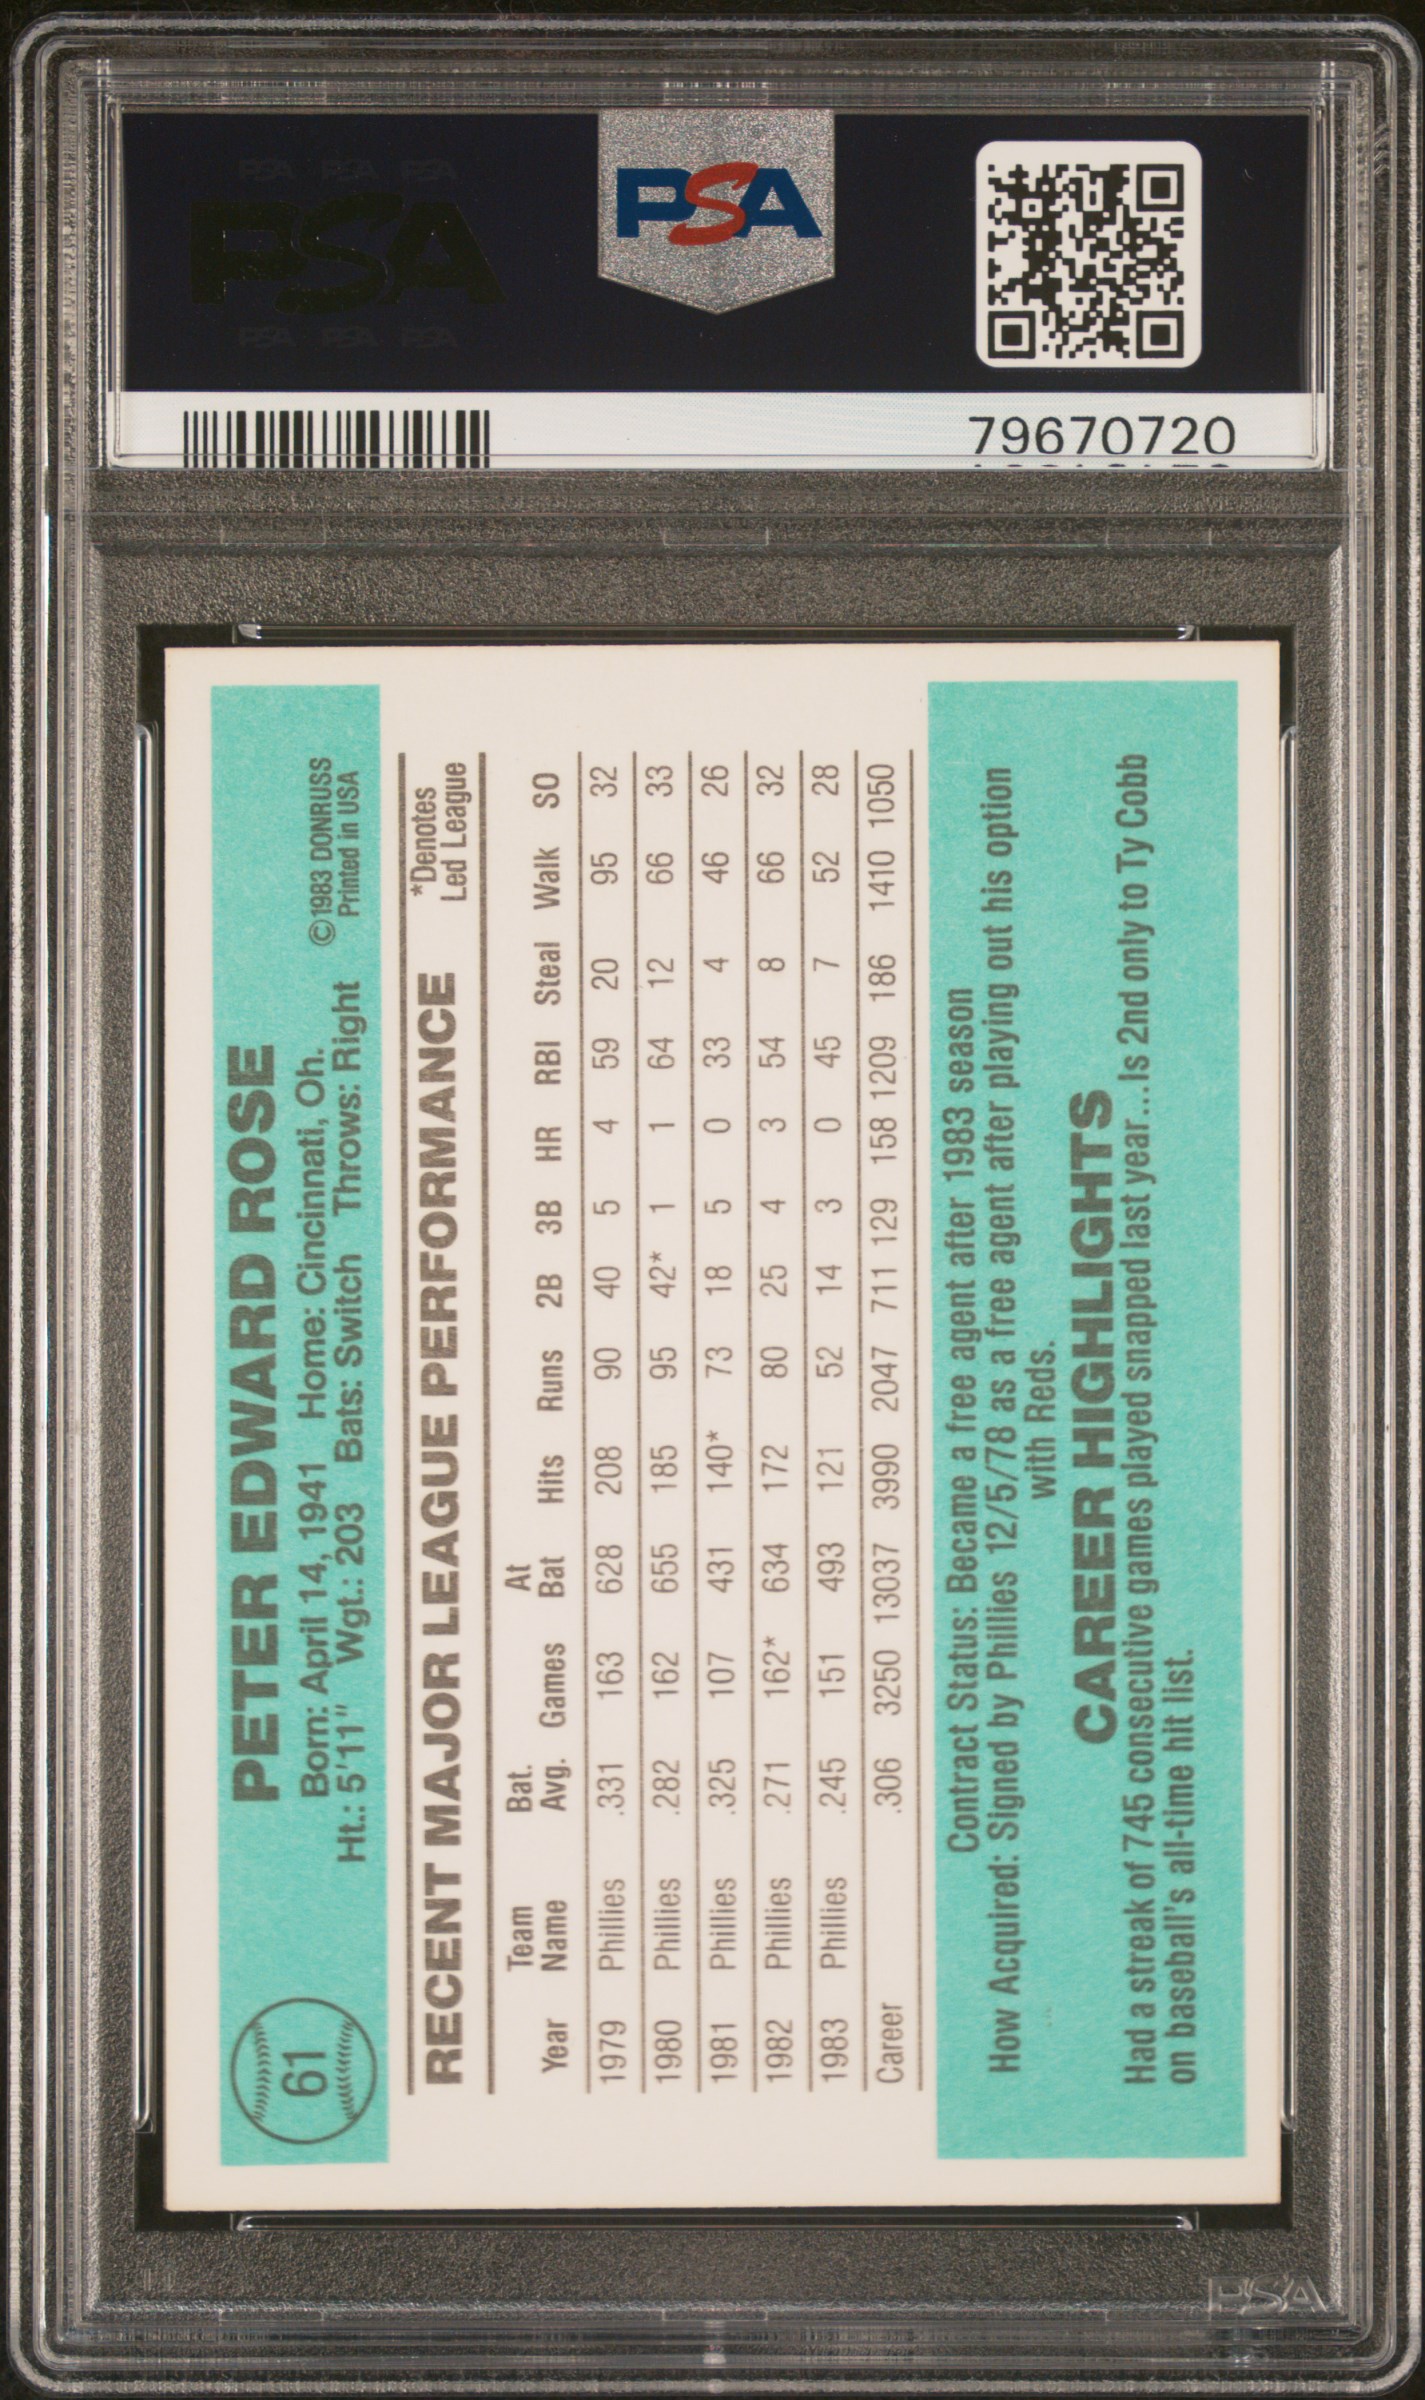 PSA PSA PSA
PSA
PSA PSA PSA
PSA
79670720
61
PETER EDWARD ROSE
Born: April 14, 1941 Home: Cincinnati, Oh. ©1983 DONRUSS
Ht.: 5'11" Wgt.: 203 Bats: Switch Throws: Right Printed in USA
RECENT MAJOR LEAGUE PERFORMANCE *Denotes Led League
Year Team Name Bat. Avg. Games At Bat Hits Runs 2B 3B HR RBI Steal Walk SO
1979 Phillies .331 163 628 208 90 40 5 4 59 20 95 32
1980 Phillies .282 162 655 185 95 42* 1 1 64 12 66 33
1981 Phillies .325 107 431 140* 73 18 5 0 33 4 46 26
1982 Phillies .271 162* 634 172 80 25 4 3 54 8 66 32
1983 Phillies .245 151 493 121 52 14 3 0 45 7 52 28
Career .306 3250 13037 3990 2047 711 129 158 1209 186 1410 1050
Contract Status: Became a free agent after 1983 season
How Acquired: Signed by Phillies 12/5/78 as a free agent after playing out his option
with Reds.
CAREER HIGHLIGHTS
Had a streak of 745 consecutive games played snapped last year...Is 2nd only to Ty Cobb
on baseball's all-time hit list.
PSA